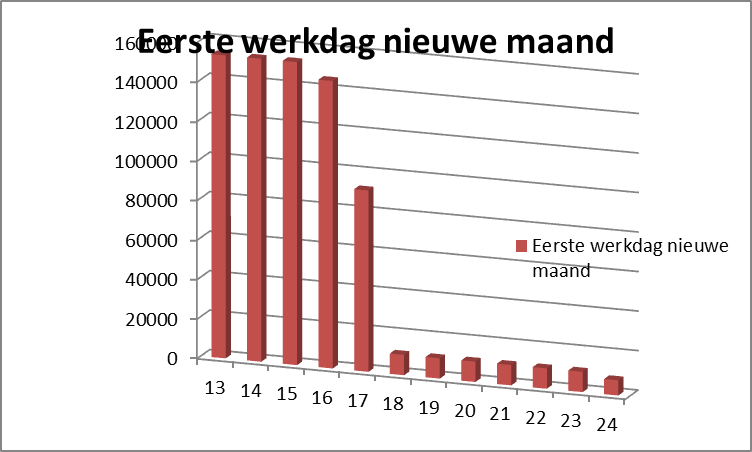 Eerste werkdag nieuwe maand
160000
140000
120000
100000
80000
60000
40000
20000
0
13 14 15 16 17 18 19 20 21 22 23 24
Eerste werkdag nieuwe
maand